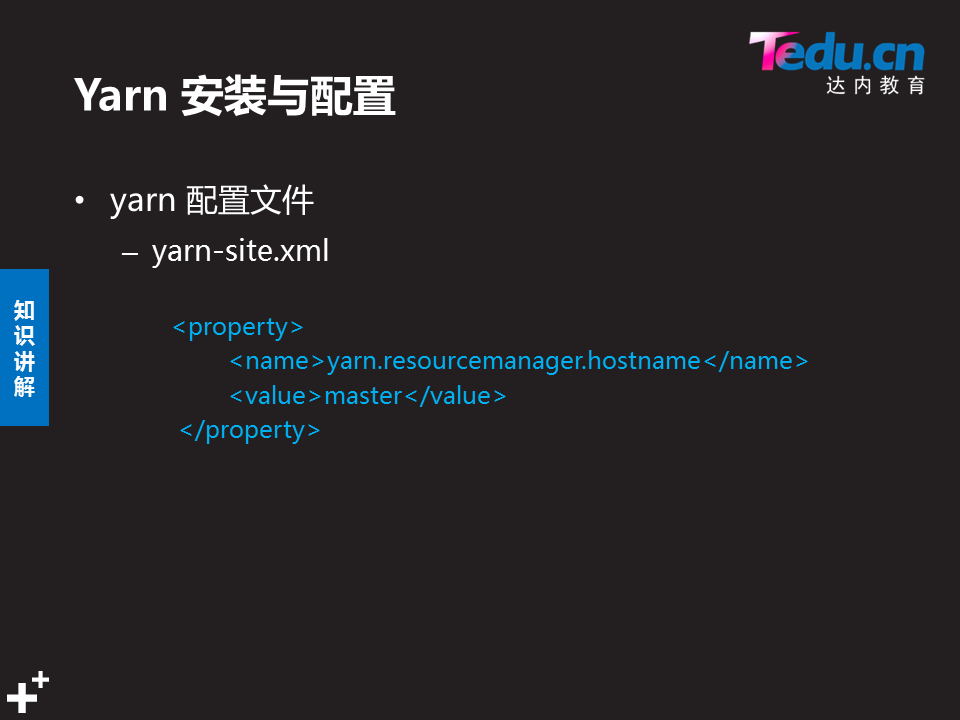 Tedu.cn
达内教育
Yarn 安装与配置
• yarn 配置文件
– yarn-site.xml
知
识
讲
解
<property>
<name>yarn.resourcemanager.hostname</name>
<value>master</value>
</property>